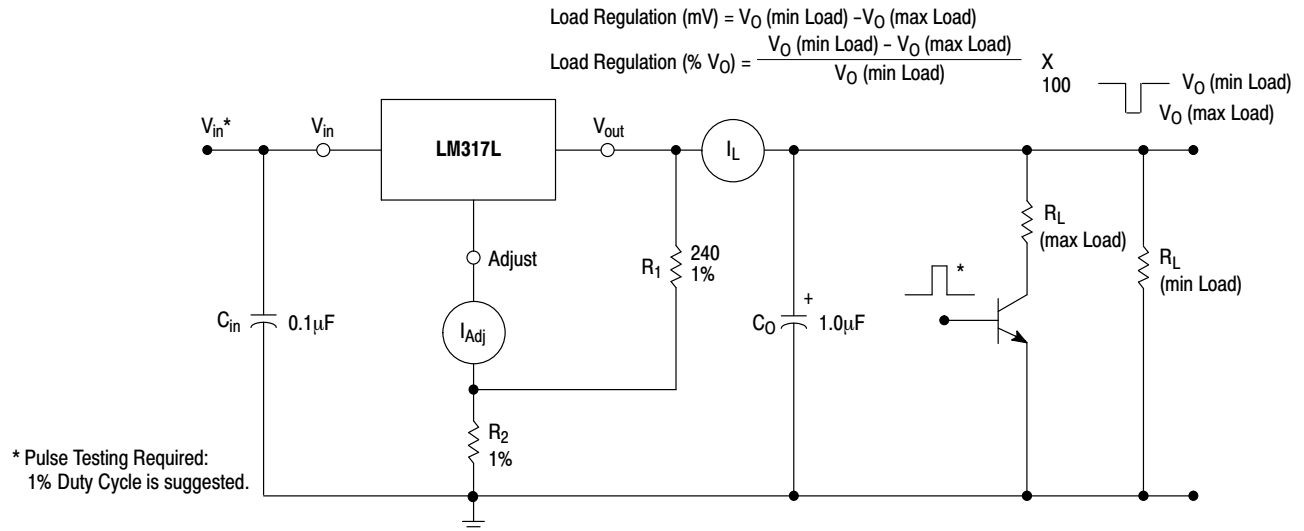 Load Regulation (mV) = VO (min Load) –VO (max Load)
Load Regulation (% VO) = VO (min Load) – VO (max Load)
VO (min Load)
X
100
VO (min Load)
VO (max Load)
Vin*
Vin
LM317L
Vout
IL
Adjust
R1
240
1%
RL
(max Load)
RL
(min Load)
*
Cin
0.1μF
IAdj
CO
+
1.0μF
R2
1%
* Pulse Testing Required:
1% Duty Cycle is suggested.